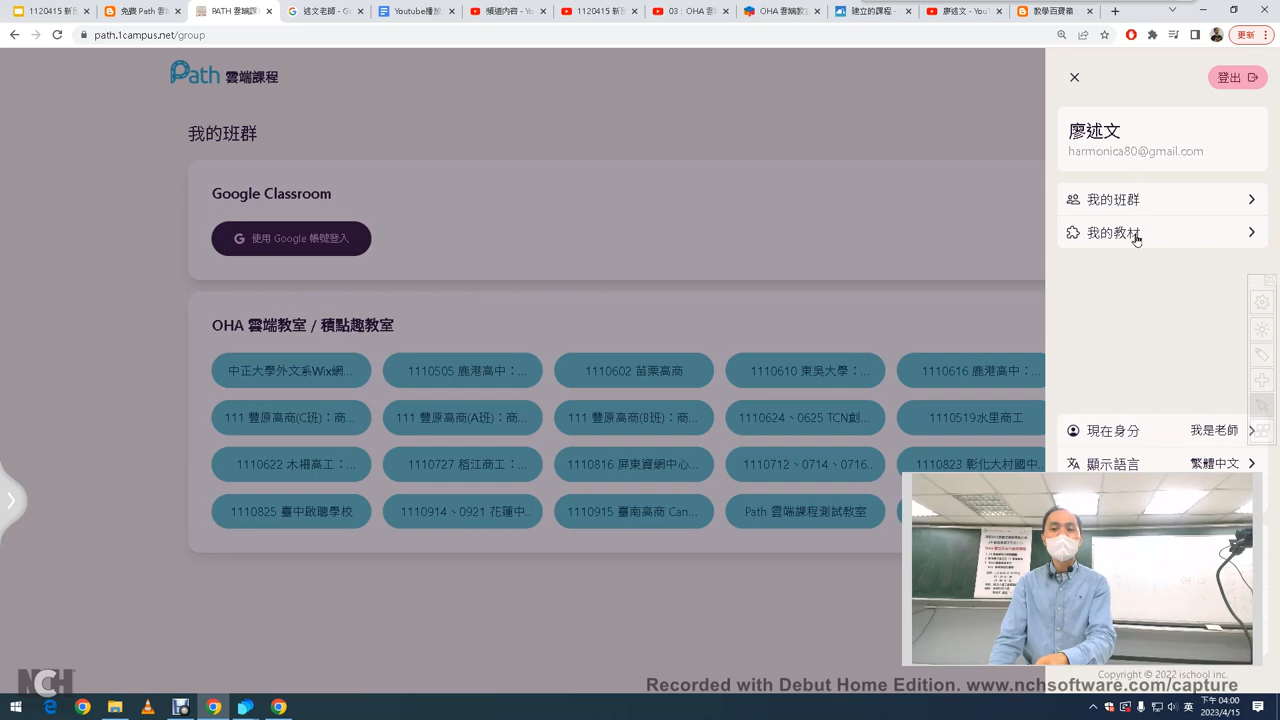 1120415 新北
免費 Path 雲
PATH 雲端課
述文老師 - Go
Youtube播放
頻道內容 - Yo
1120415 新北
03 : OHA 雲
OHA 雲端教
建立的課程 -
廖述文 - YouT
教學百寶箱
path.1campus.net/group
更新
Path 雲端課程
登出
廖述文
harmonica80@gmail.com
我的班群
我的教材
我的班群
Google Classroom
使用 Google 帳號登入
OHA 雲端教室 / 積點趣教室
中正大學外文系Wix網...
1110505 鹿港高中：...
1110602 苗栗高商
1110610 東吳大學：...
1110616 鹿港高中：...
111 豐原高商(C班)：商...
111 豐原高商(A班)：商...
111 豐原高商(B班)：商...
1110624、0625 TCN創...
1110519水里商工
1110622 木柵高工：...
1110727 稻江商工：...
1110816 屏東資網中心...
1110712、0714、0716..
1110823 彰化大村國中
1110825 臺中啟聰學校
1110914、0921 花蓮中..
1110915 臺南高商 Can...
Path 雲端課程測試教室
現在身分 我是老師
顯示語言 繁體中文
Copyright © 2022 ischool inc.
NCH
Recorded with Debut Home Edition. www.nchsoftware.com/capture
英
下午 04:00
2023/4/15